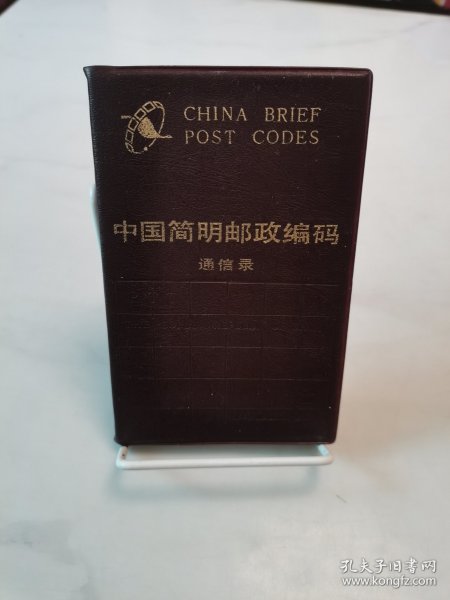 CHINA BRIEF
POST CODES
中国简明邮政编码
通信录
孔夫子旧书网
www.kongfz.com